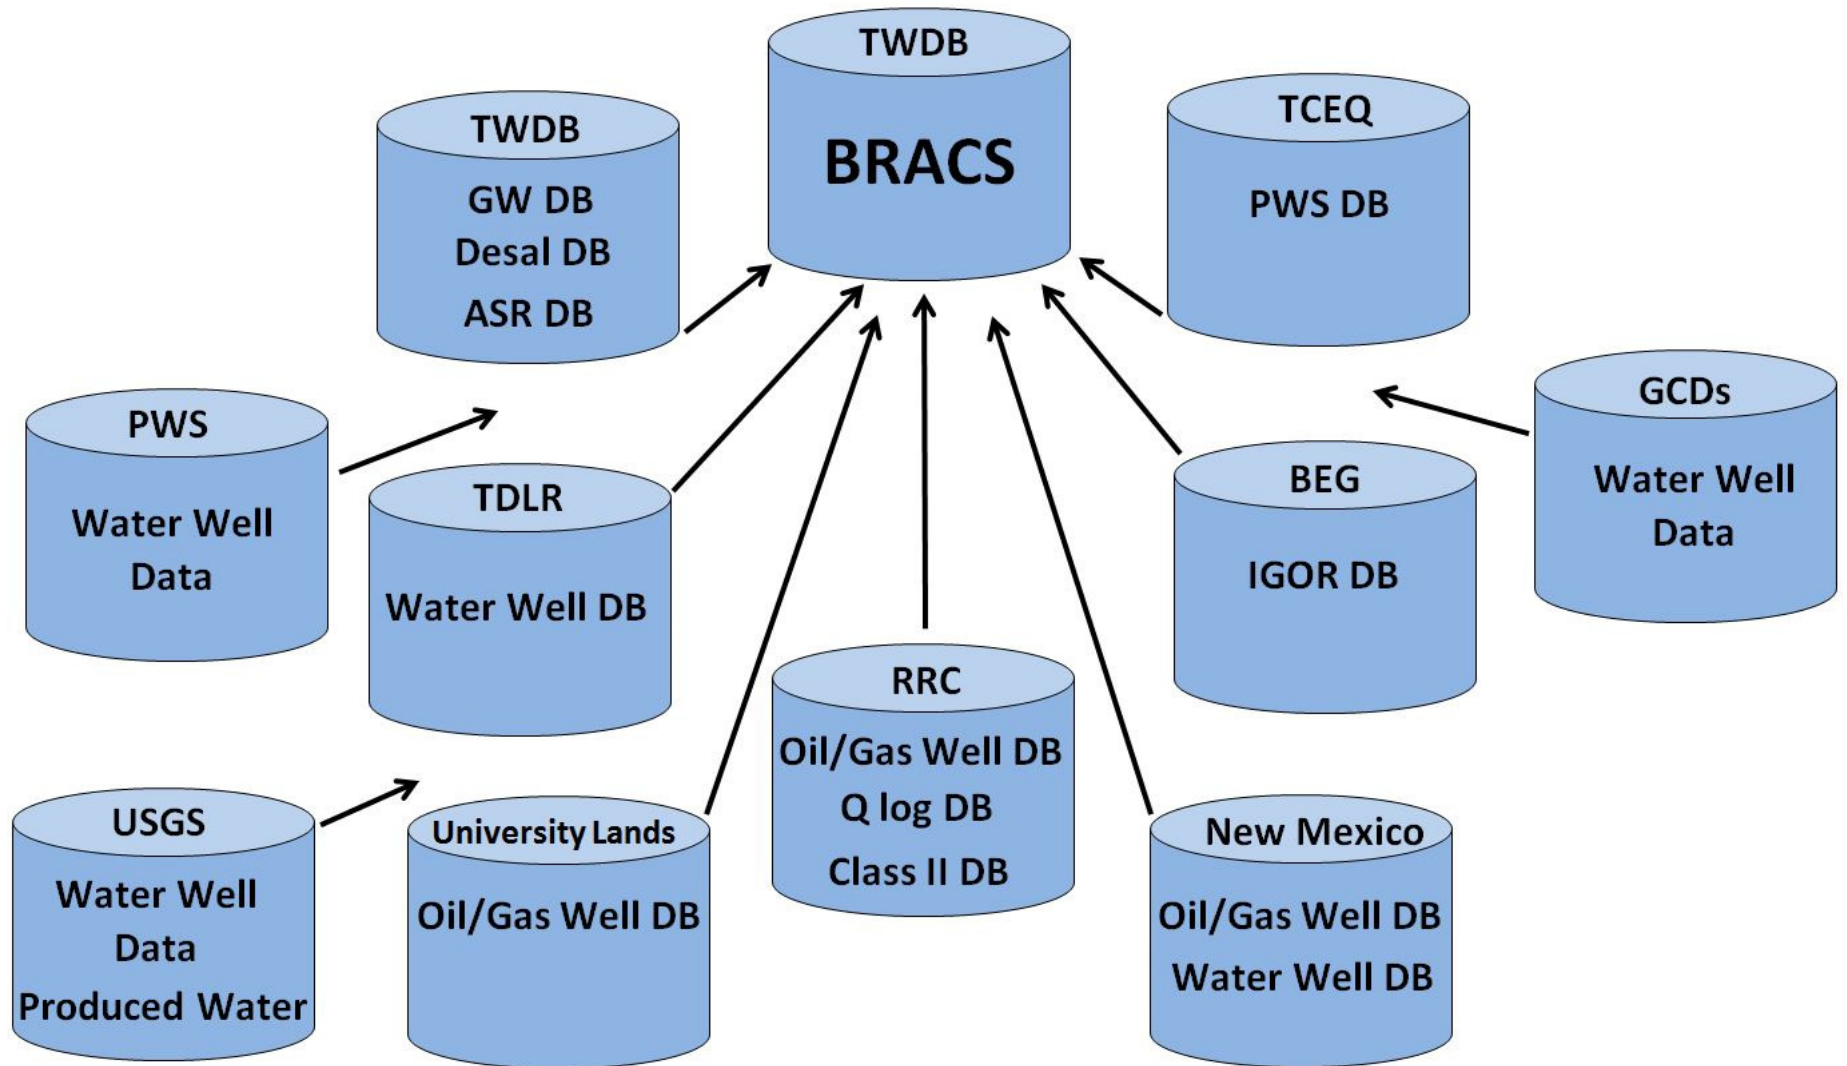 TWDB
BRACS
TWDB
GW DB
Desal DB
ASR DB
TCEQ
PWS DB
PWS
Water Well
Data
TDLR
Water Well DB
BEG
IGOR DB
GCDs
Water Well
Data
USGS
Water Well
Data
Produced Water
University Lands
Oil/Gas Well DB
RRC
Oil/Gas Well DB
Q log DB
Class II DB
New Mexico
Oil/Gas Well DB
Water Well DB